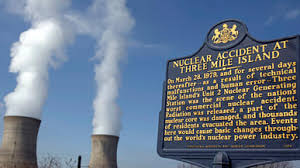 NUCLEAR ACCIDENT AT
THREE MILE ISLAND
On March 28, 1979, and for several days
thereafter—as a result of technical
malfunctions and human error—Three
Mile Island's Unit 2 Nuclear Generating
Station was the scene of the nation's
worst commercial nuclear accident.
Radiation was released, a part of the
nuclear core was damaged, and thousands
of residents evacuated the area. Events
here would cause basic changes through-
out the world's nuclear power industry.